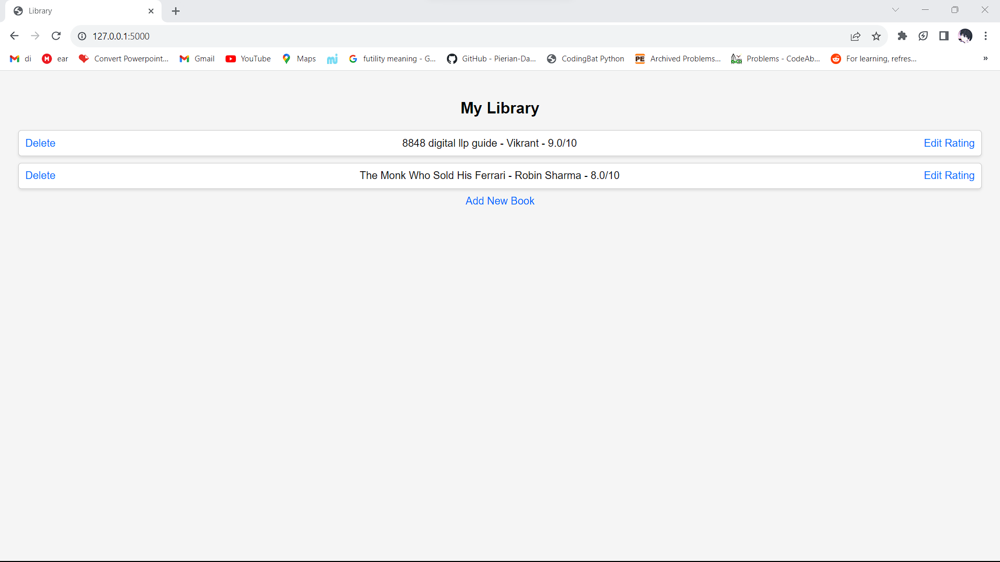 Library
127.0.0.1:5000
di ear Convert Powerpoint... Gmail YouTube Maps futility meaning - G... GitHub - Pierian-Da... CodingBat Python PE Archived Problems... Problems - CodeAb... For learning, refres... »
My Library
Delete 8848 digital llp guide - Vikrant - 9.0/10 Edit Rating
Delete The Monk Who Sold His Ferrari - Robin Sharma - 8.0/10 Edit Rating
Add New Book